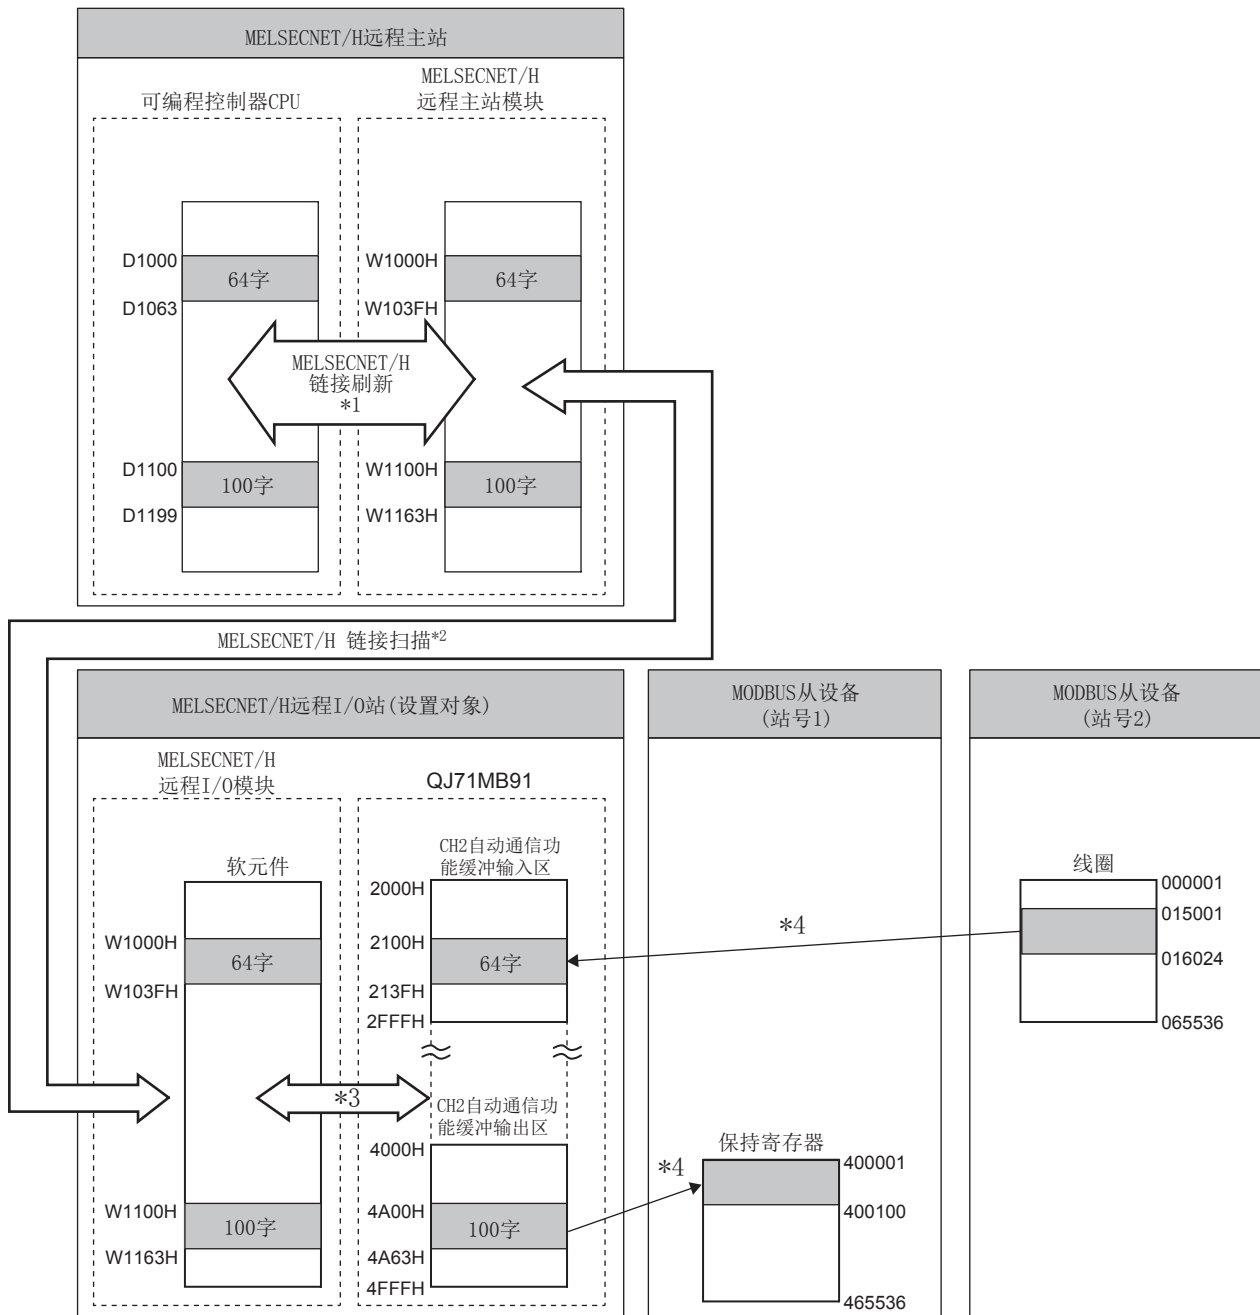 MELSECNET/H远程主站
可编程控制器CPU
MELSECNET/H
远程主站模块
D1000
64字
D1063
W1000H
64字
W103FH
MELSECNET/H
链接刷新
*1
D1100
100字
D1199
W1100H
100字
W1163H
MELSECNET/H 链接扫描*2
MELSECNET/H远程I/O站(设置对象)
MELSECNET/H
远程I/O模块
QJ71MB91
软元件
W1000H
64字
W103FH
CH2自动通信功
能缓冲输入区
2000H
2100H
64字
213FH
2FFFH
*3
CH2自动通信功
能缓冲输出区
4000H
W1100H
100字
W1163H
4A00H
100字
4A63H
4FFFH
MODBUS从设备
(站号1)
*4
*4
保持寄存器
400001
400100
465536
MODBUS从设备
(站号2)
线圈
000001
015001
016024
065536